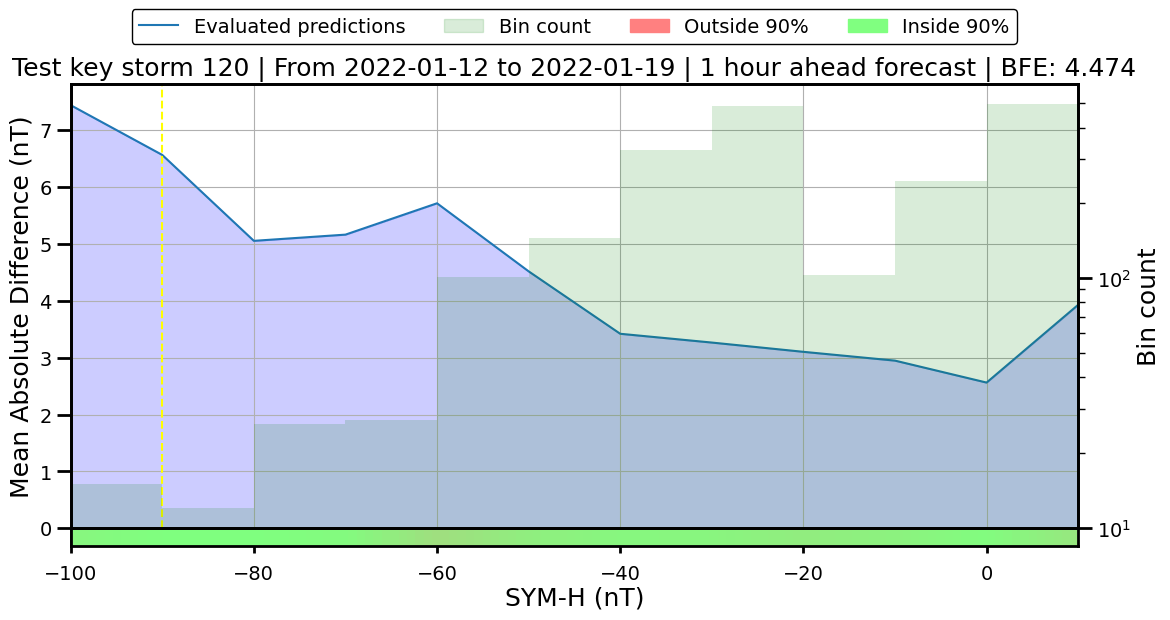 Evaluated predictions Bin count Outside 90% Inside 90%
Test key storm 120 | From 2022-01-12 to 2022-01-19 | 1 hour ahead forecast | BFE: 4.474
Mean Absolute Difference (nT)
7
6
5
4
3
2
1
0
10²
10¹
Bin count
−100 −80 −60 −40 −20 0
SYM-H (nT)